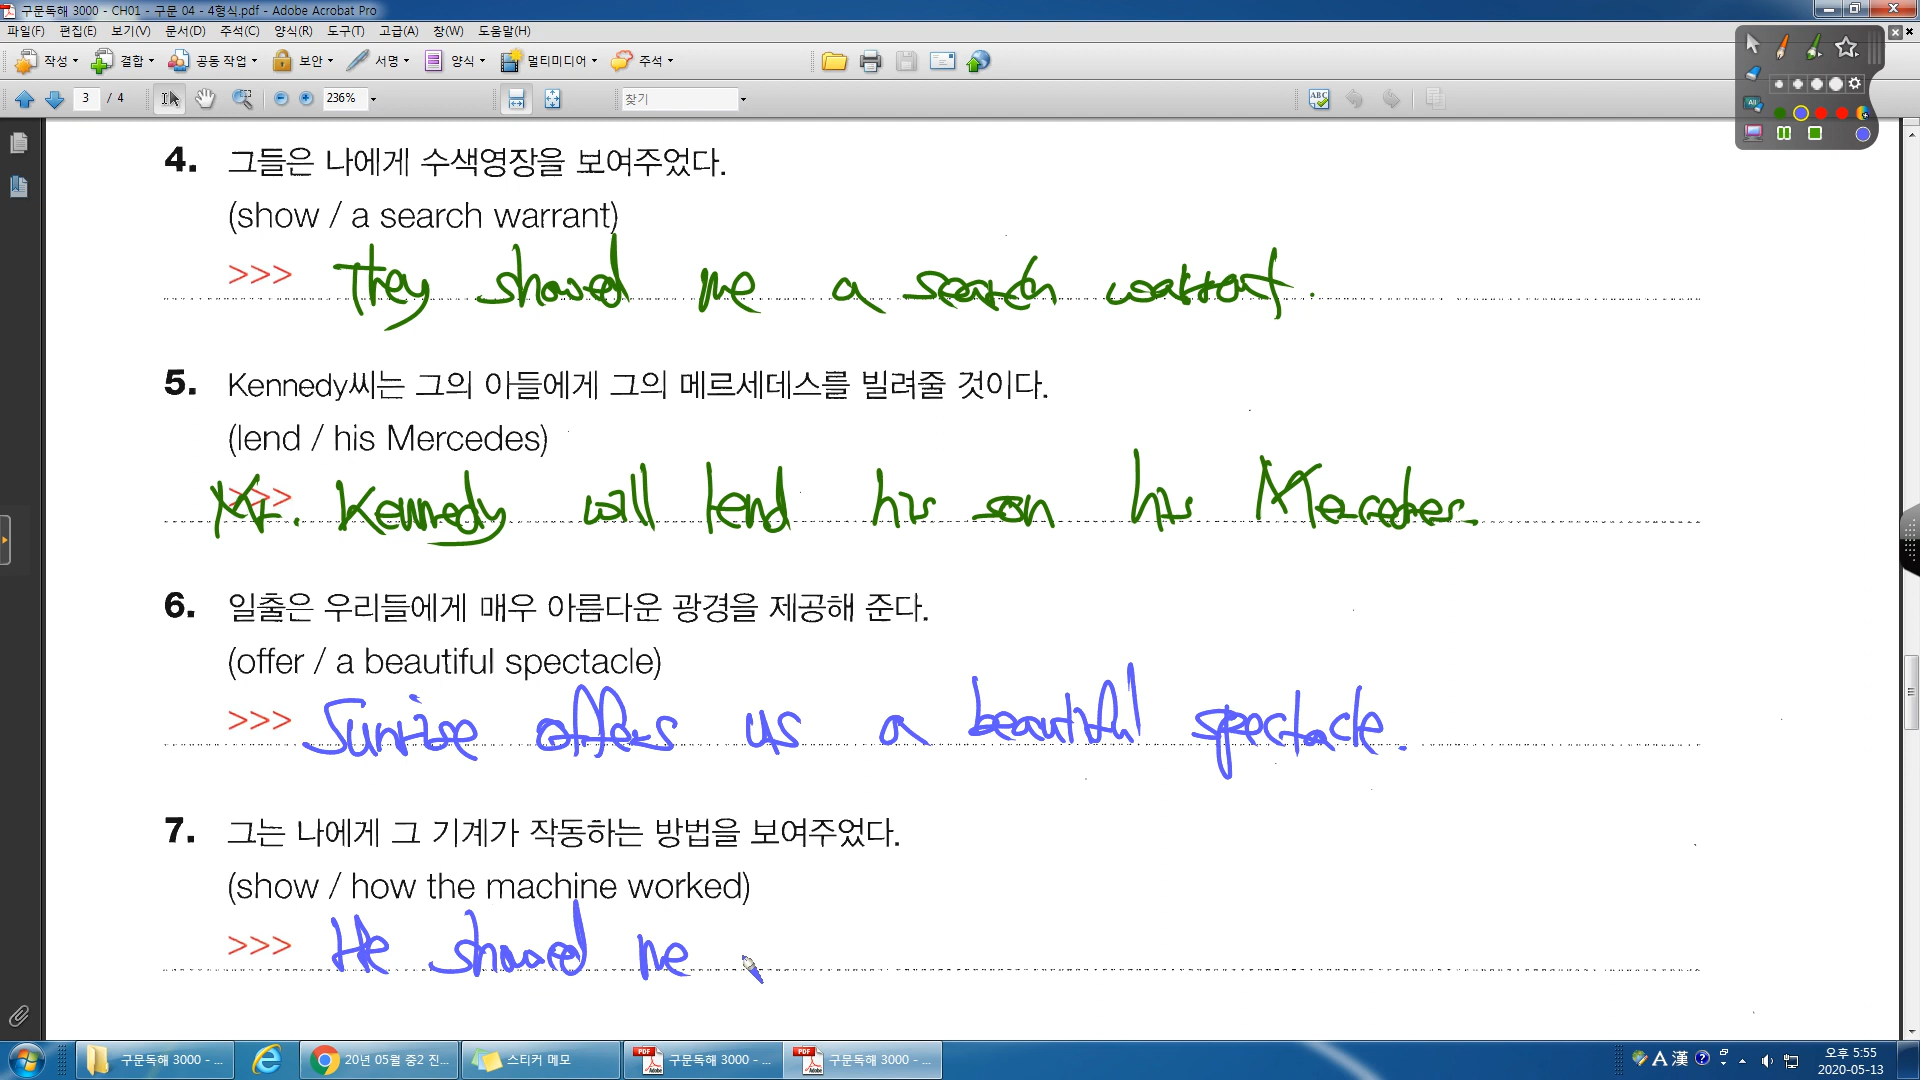 구문독해 3000 - CH01 - 구문 04 - 4형식.pdf - Adobe Acrobat Pro
파일(F) 편집(E) 보기(V) 문서(D) 주석(C) 양식(R) 도구(T) 고급(A) 창(W) 도움말(H)
작성 결합 공동 작업 보안 서명 양식 멀티미디어 주석
3 / 4 236% 찾기
4. 그들은 나에게 수색영장을 보여주었다.
(show / a search warrant)
>>> They showed me a search warrant.
5. Kennedy씨는 그의 아들에게 그의 메르세데스를 빌려줄 것이다.
(lend / his Mercedes)
>>> Mr. Kennedy will lend his son his Mercedes.
6. 일출은 우리들에게 매우 아름다운 광경을 제공해 준다.
(offer / a beautiful spectacle)
>>> Sunrise offers us a beautiful spectacle.
7. 그는 나에게 그 기계가 작동하는 방법을 보여주었다.
(show / how the machine worked)
>>> He showed me
구문독해 3000 - ... 20년 05월 중2 진... 스티커 메모 구문독해 3000 - ... 구문독해 3000 - ... A 漢 오후 5:55
2020-05-13